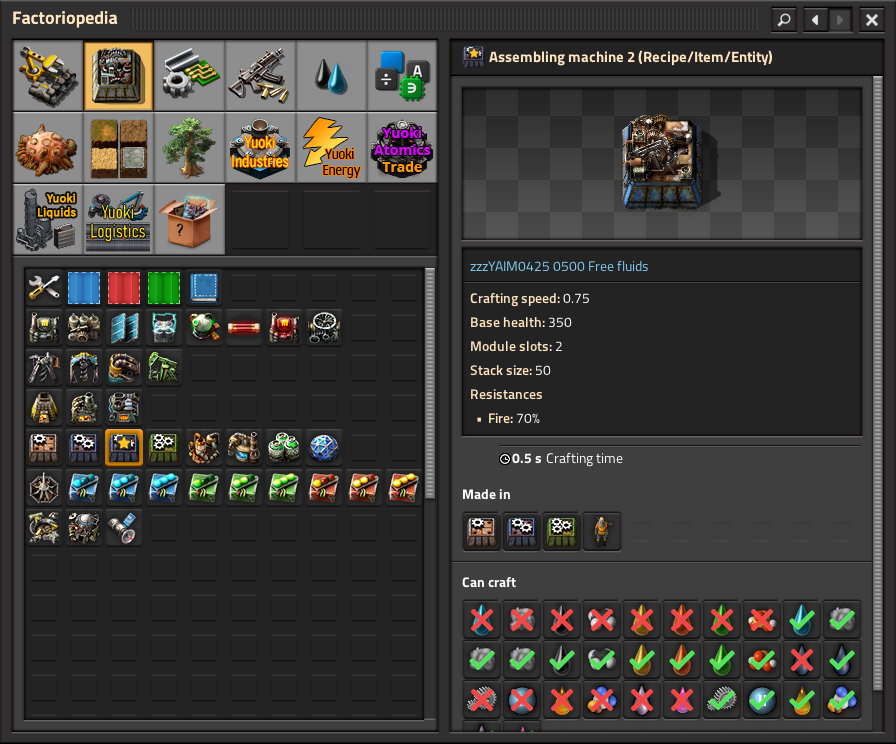 Factoriopedia
A
Yuoki
Industries
Yuoki
Energy
Yuoki
Atomics
Trade
Yuoki
Liquids
Yuoki
Logistics
?
Assembling machine 2 (Recipe/Item/Entity)
zzzYAIM0425 0500 Free fluids
Crafting speed: 0.75
Base health: 350
Module slots: 2
Stack size: 50
Resistances
▪ Fire: 70%
0.5 s Crafting time
Made in
Can craft